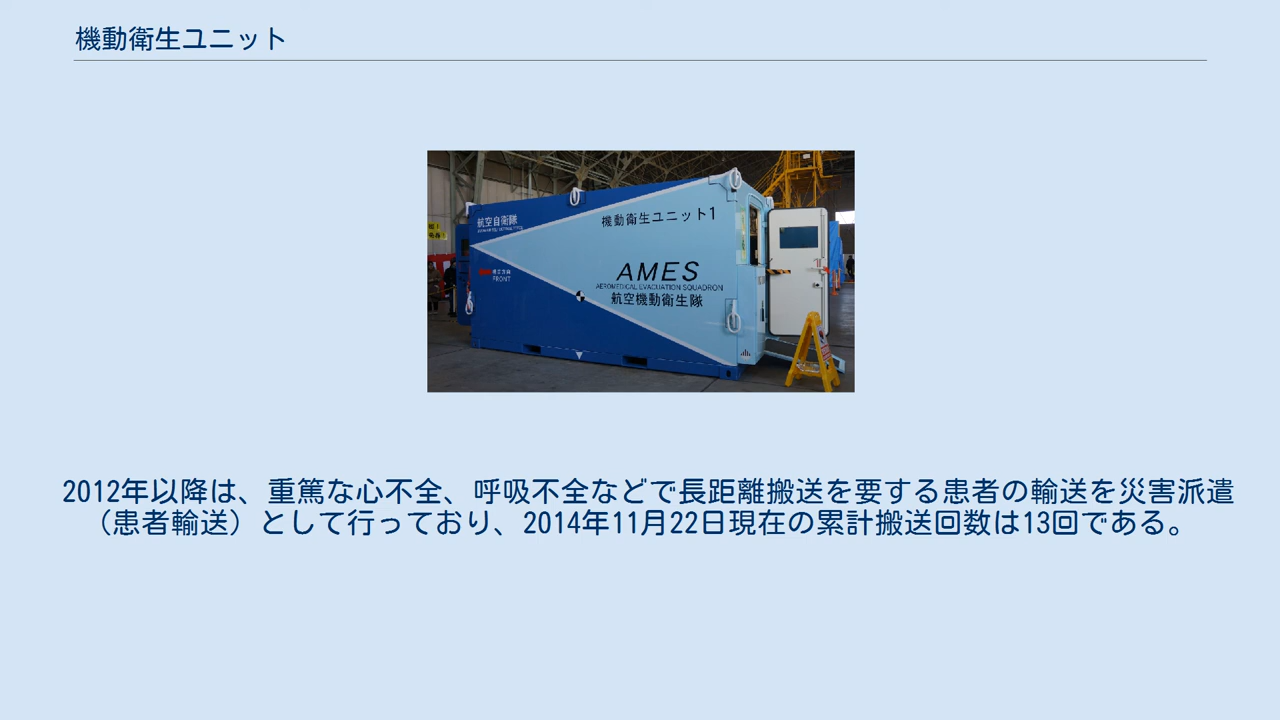 機動衛生ユニット
航空自衛隊
機動衛生ユニット1
AMES
AEROMEDICAL EVACUATION SQUADRON
航空機動衛生隊
FRONT
2012年以降は、重篤な心不全、呼吸不全などで長距離搬送を要する患者の輸送を災害派遣
（患者輸送）として行っており、2014年11月22日現在の累計搬送回数は13回である。